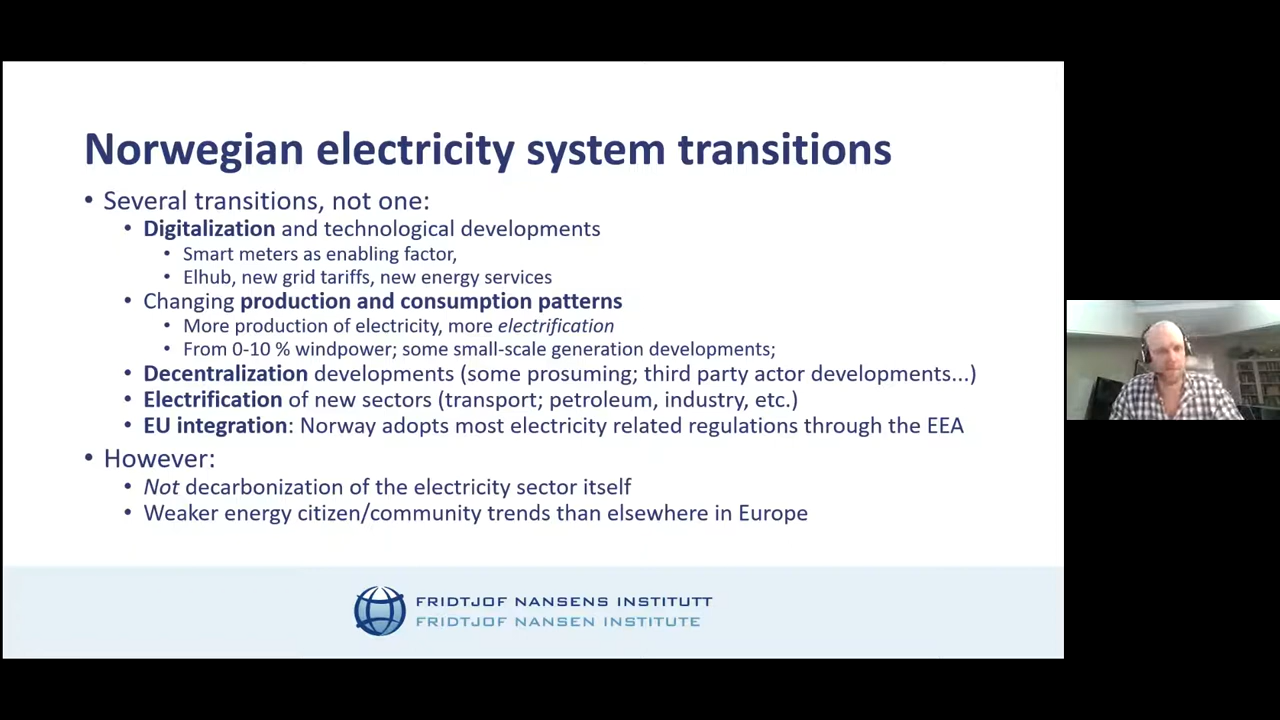 Norwegian electricity system transitions
• Several transitions, not one:
• Digitalization and technological developments
• Smart meters as enabling factor,
• Elhub, new grid tariffs, new energy services
• Changing production and consumption patterns
• More production of electricity, more electrification
• From 0-10 % windpower; some small-scale generation developments;
• Decentralization developments (some prosuming; third party actor developments...)
• Electrification of new sectors (transport; petroleum, industry, etc.)
• EU integration: Norway adopts most electricity related regulations through the EEA
• However:
• Not decarbonization of the electricity sector itself
• Weaker energy citizen/community trends than elsewhere in Europe
FRIDTJOF NANSENS INSTITUTT
FRIDTJOF NANSEN INSTITUTE